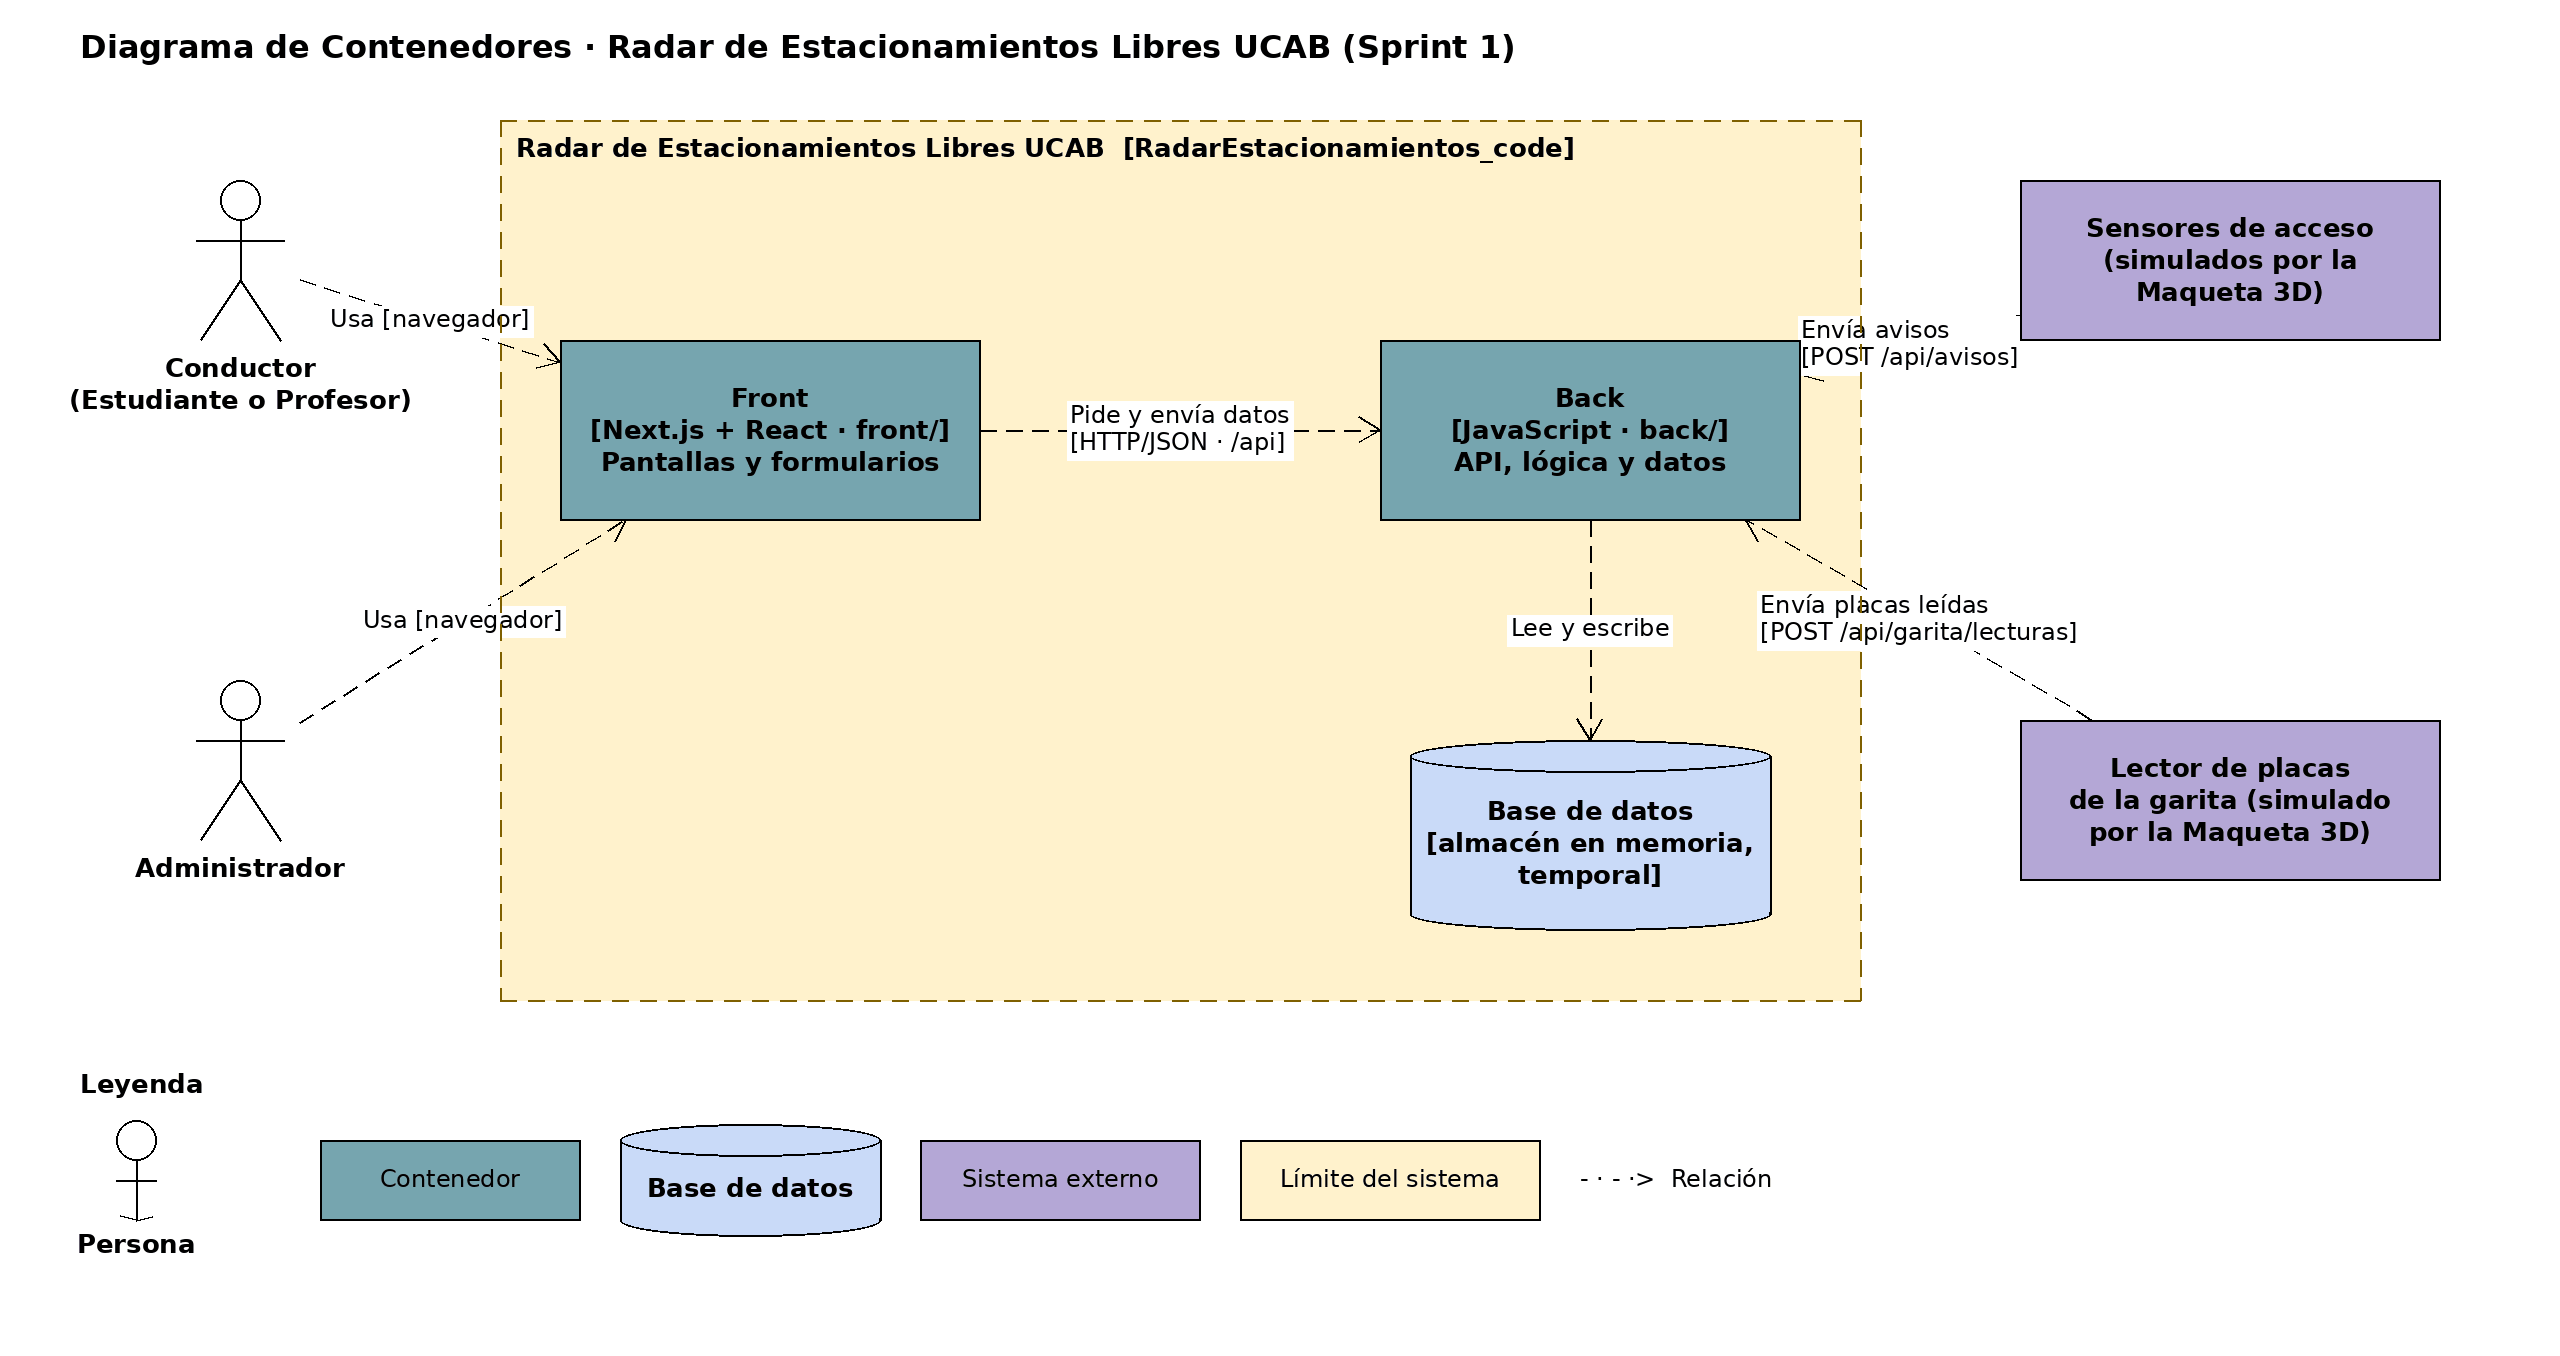 Diagrama de Contenedores · Radar de Estacionamientos Libres UCAB (Sprint 1)
Radar de Estacionamientos Libres UCAB  [RadarEstacionamientos_code]
Conductor
(Estudiante o Profesor)
Usa [navegador]
Front
[Next.js + React · front/]
Pantallas y formularios
Pide y envía datos
[HTTP/JSON · /api]
Back
[JavaScript · back/]
API, lógica y datos
Envía avisos
[POST /api/avisos]
Sensores de acceso
(simulados por la
Maqueta 3D)
Administrador
Usa [navegador]
Lee y escribe
Base de datos
[almacén en memoria,
temporal]
Envía placas leídas
[POST /api/garita/lecturas]
Lector de placas
de la garita (simulado
por la Maqueta 3D)
Leyenda
Persona
Contenedor
Base de datos
Sistema externo
Límite del sistema
- · - ·>  Relación